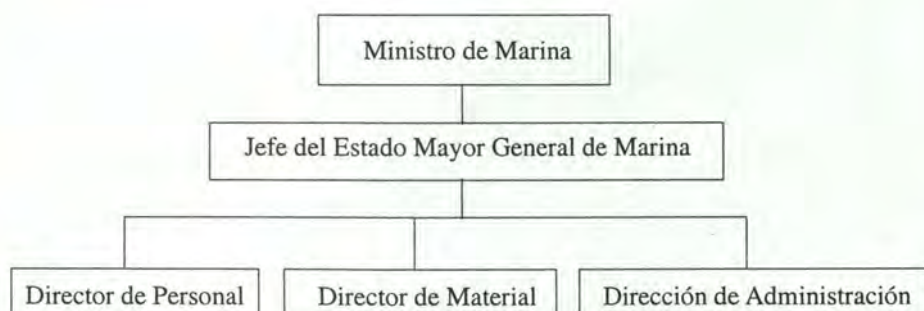 Ministro de Marina
Jefe del Estado Mayor General de Marina
Director de Personal
Director de Material
Dirección de Administración